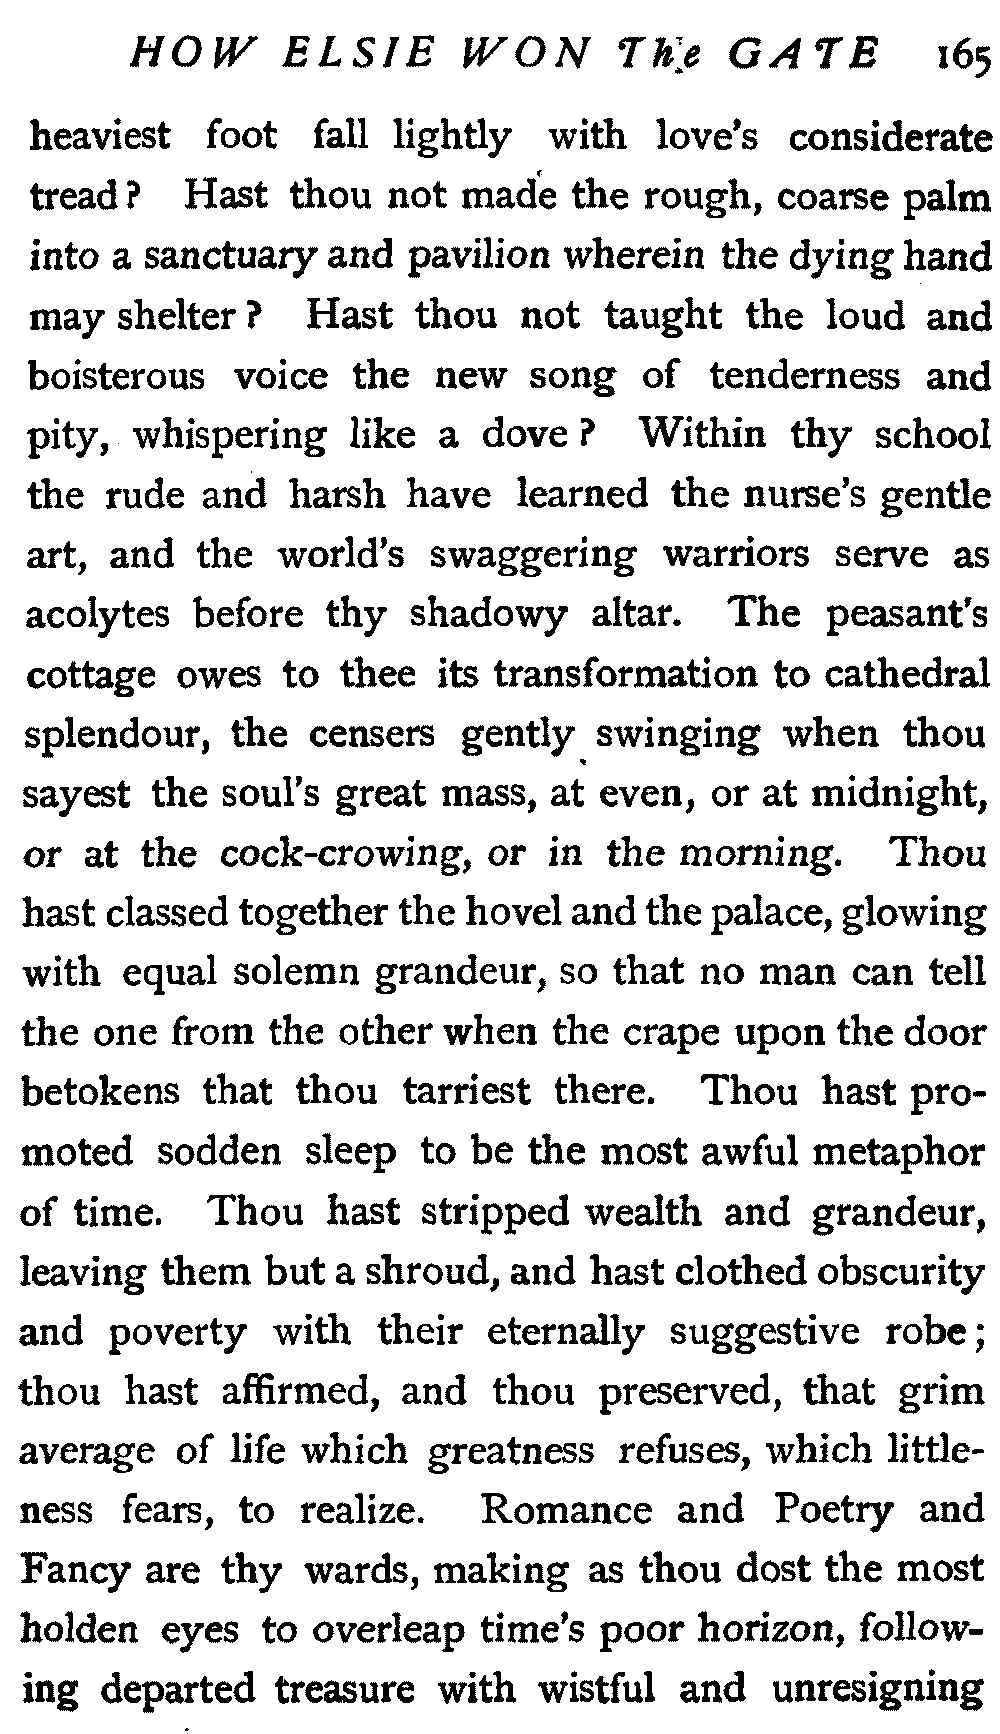 HOW ELSIE WON The GATE 165
heaviest foot fall lightly with love's considerate
tread? Hast thou not made the rough, coarse palm
into a sanctuary and pavilion wherein the dying hand
may shelter? Hast thou not taught the loud and
boisterous voice the new song of tenderness and
pity, whispering like a dove? Within thy school
the rude and harsh have learned the nurse's gentle
art, and the world's swaggering warriors serve as
acolytes before thy shadowy altar. The peasant's
cottage owes to thee its transformation to cathedral
splendour, the censers gently swinging when thou
sayest the soul's great mass, at even, or at midnight,
or at the cock-crowing, or in the morning. Thou
hast classed together the hovel and the palace, glowing
with equal solemn grandeur, so that no man can tell
the one from the other when the crape upon the door
betokens that thou tarriest there. Thou hast pro-
moted sodden sleep to be the most awful metaphor
of time. Thou hast stripped wealth and grandeur,
leaving them but a shroud, and hast clothed obscurity
and poverty with their eternally suggestive robe;
thou hast affirmed, and thou preserved, that grim
average of life which greatness refuses, which little-
ness fears, to realize. Romance and Poetry and
Fancy are thy wards, making as thou dost the most
holden eyes to overleap time's poor horizon, follow-
ing departed treasure with wistful and unresigning